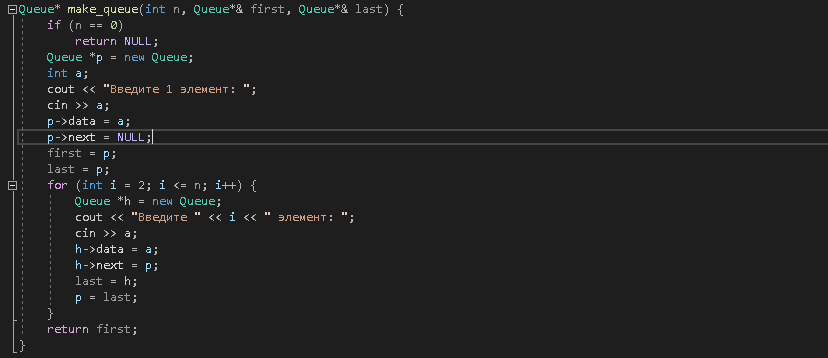 Queue* make_queue(int n, Queue*& first, Queue*& last) {
    if (n == 0)
        return NULL;
    Queue *p = new Queue;
    int a;
    cout << "Введите 1 элемент: ";
    cin >> a;
    p->data = a;
    p->next = NULL;
    first = p;
    last = p;
    for (int i = 2; i <= n; i++) {
        Queue *h = new Queue;
        cout << "Введите " << i << " элемент: ";
        cin >> a;
        h->data = a;
        h->next = p;
        last = h;
        p = last;
    }
    return first;
}